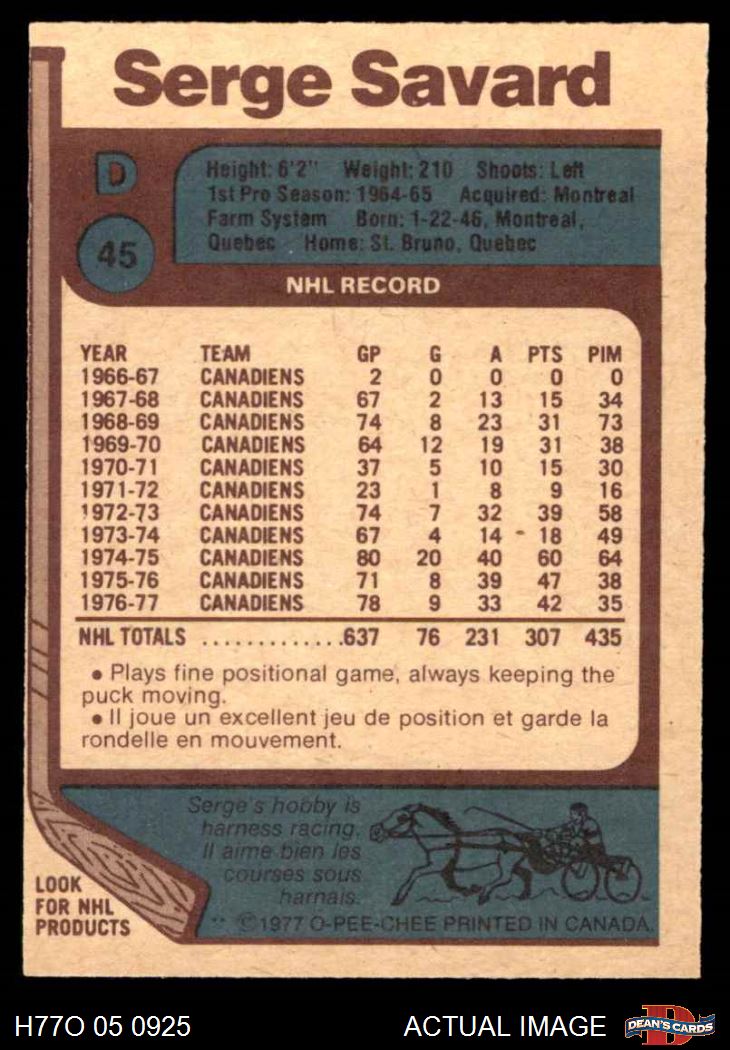 Serge Savard
D
45
Height: 6'2" Weight: 210 Shoots: Left
1st Pro Season: 1964-65 Acquired: Montreal
Farm System Born: 1-22-46, Montreal,
Quebec Home: St. Bruno, Quebec
NHL RECORD
YEAR TEAM GP G A PTS PIM
1966-67 CANADIENS 2 0 0 0 0
1967-68 CANADIENS 67 2 13 15 34
1968-69 CANADIENS 74 8 23 31 73
1969-70 CANADIENS 64 12 19 31 38
1970-71 CANADIENS 37 5 10 15 30
1971-72 CANADIENS 23 1 8 9 16
1972-73 CANADIENS 74 7 32 39 58
1973-74 CANADIENS 67 4 14 18 49
1974-75 CANADIENS 80 20 40 60 64
1975-76 CANADIENS 71 8 39 47 38
1976-77 CANADIENS 78 9 33 42 35
NHL TOTALS ..............637 76 231 307 435
• Plays fine positional game, always keeping the
puck moving.
• Il joue un excellent jeu de position et garde la
rondelle en mouvement.
Serge's hobby is
harness racing.
Il aime bien les
courses sous
harnais.
LOOK
FOR NHL
PRODUCTS
** ©1977 O-PEE-CHEE PRINTED IN CANADA.
H77O 05 0925
ACTUAL IMAGE
D
DEAN'S CARDS